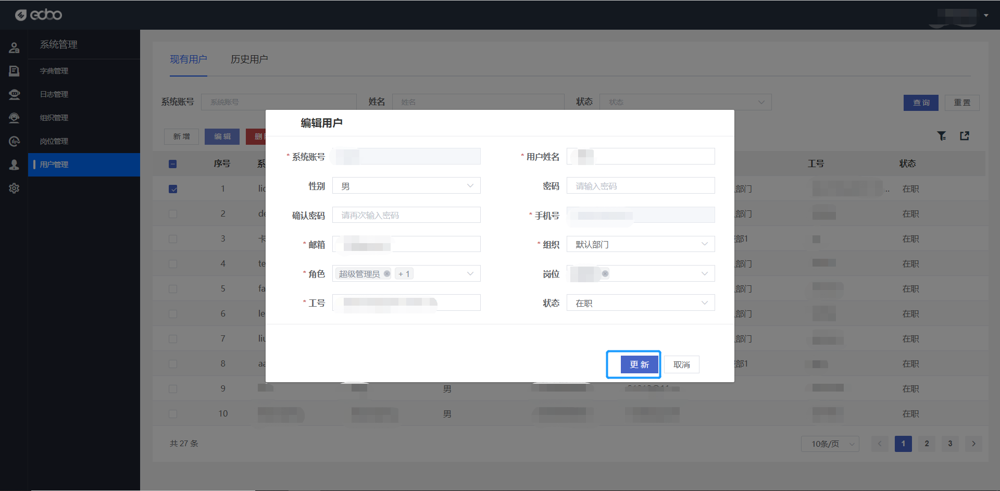 edbo
系统管理
字典管理
日志管理
组织管理
岗位管理
用户管理
现有用户 历史用户
系统账号 系统账号 姓名 姓名 状态 状态 查 询 重 置
新 增 编 辑 删
编辑用户
* 系统账号 * 用户姓名
性别 男 密码 请输入密码
确认密码 请再次输入密码 * 手机号
* 邮箱 * 组织 默认部门
* 角色 超级管理员 + 1 岗位
* 工号 状态 在职
更 新 取消
序号 系 工号 状态
1 部门 .. 在职
2 de 部门 在职
3 卡 部1 在职
4 te 部门 在职
5 fa 部门 在职
6 le 部门 在职
7 部门 在职
8 aa 部1 在职
9 男 在职
10 男 在职
共 27 条 10条/页 1 2 3